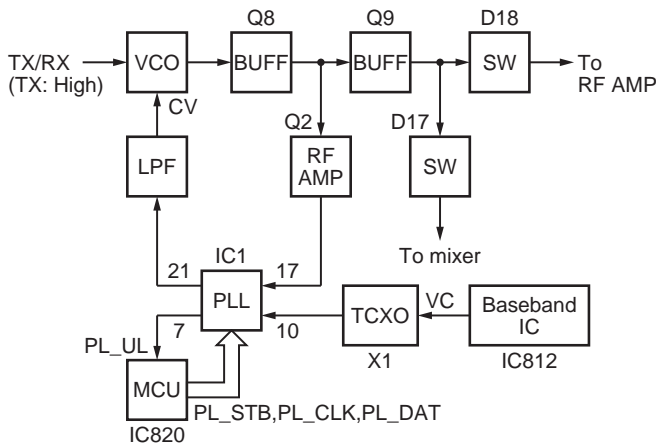 Q8
Q9
D18
TX/RX
(TX: High)
VCO
BUFF
BUFF
SW
To
RF AMP
CV
Q2
D17
LPF
RF
AMP
SW
IC1
To mixer
21
17
PLL
7
10
TCXO
VC
Baseband
IC
PL_UL
X1
IC812
MCU
PL_STB,PL_CLK,PL_DAT
IC820